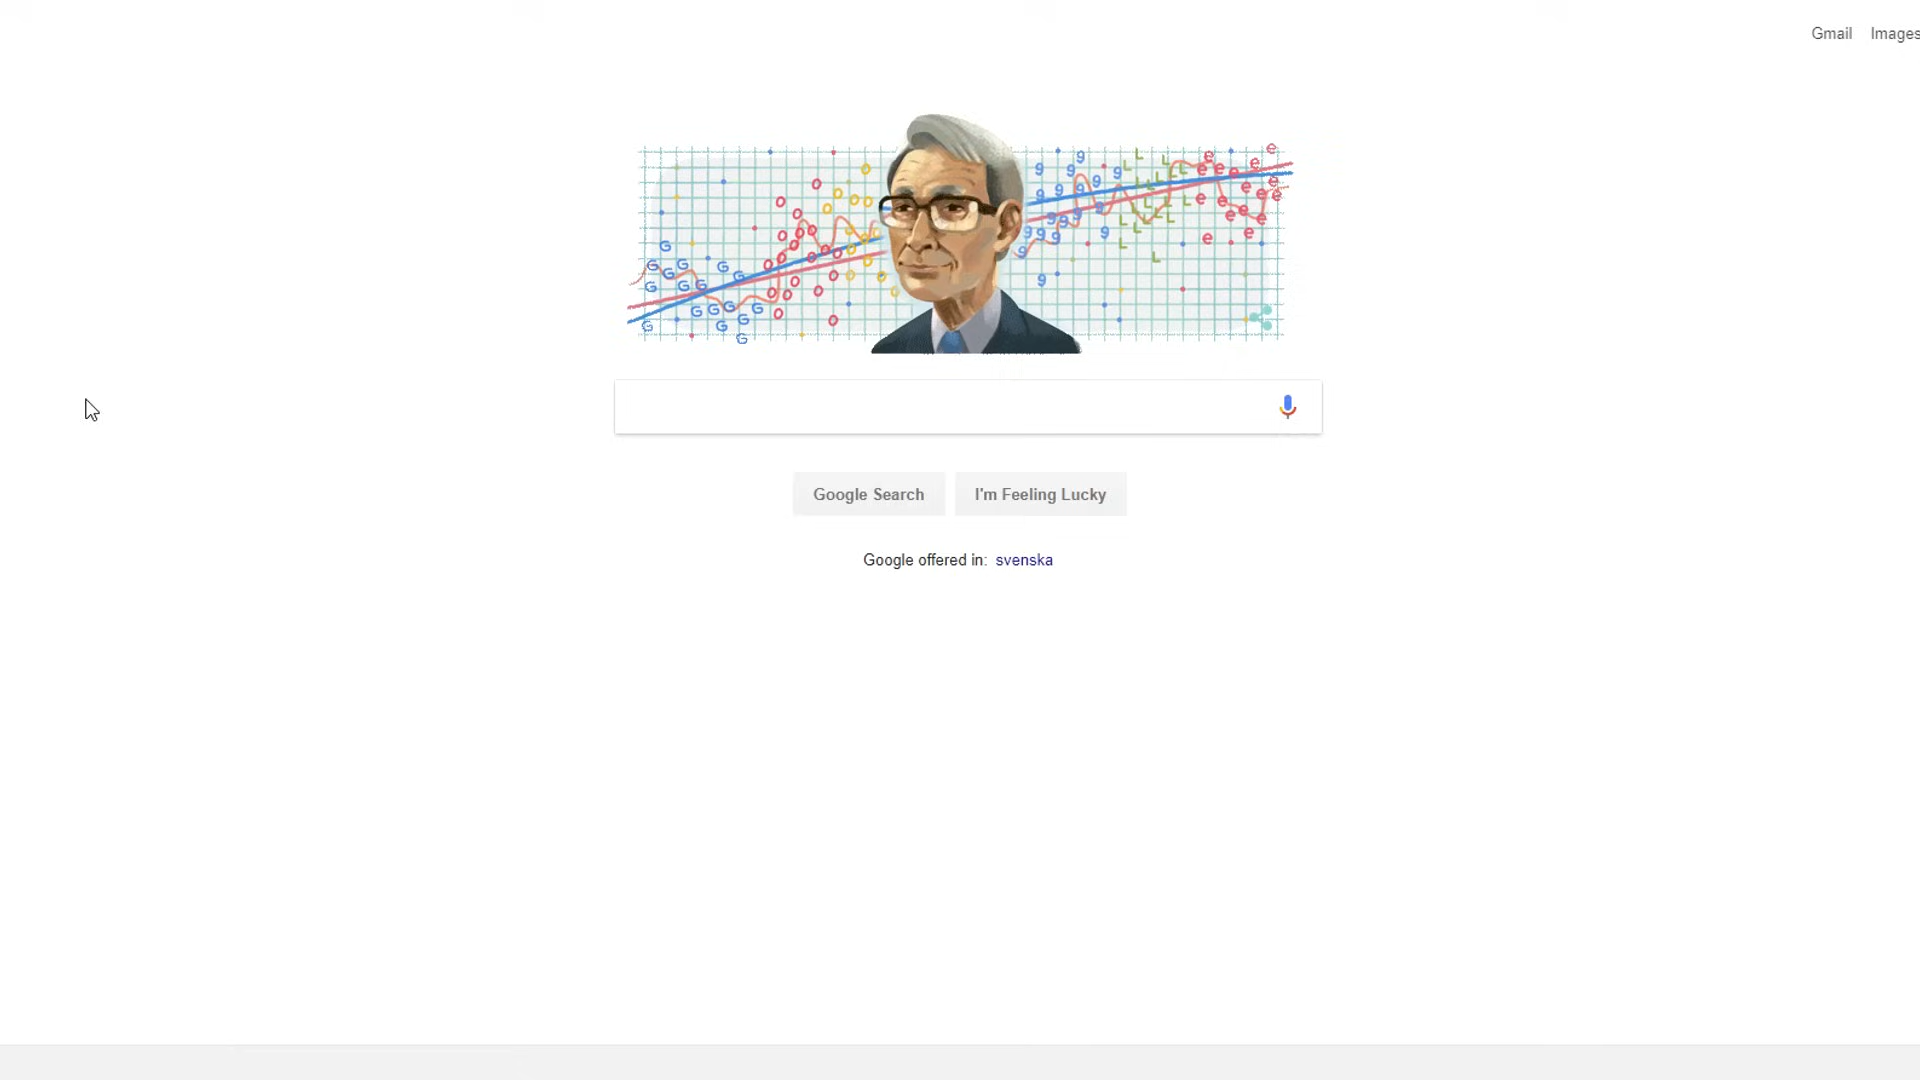 Gmail Images
Google Search I'm Feeling Lucky
Google offered in: svenska